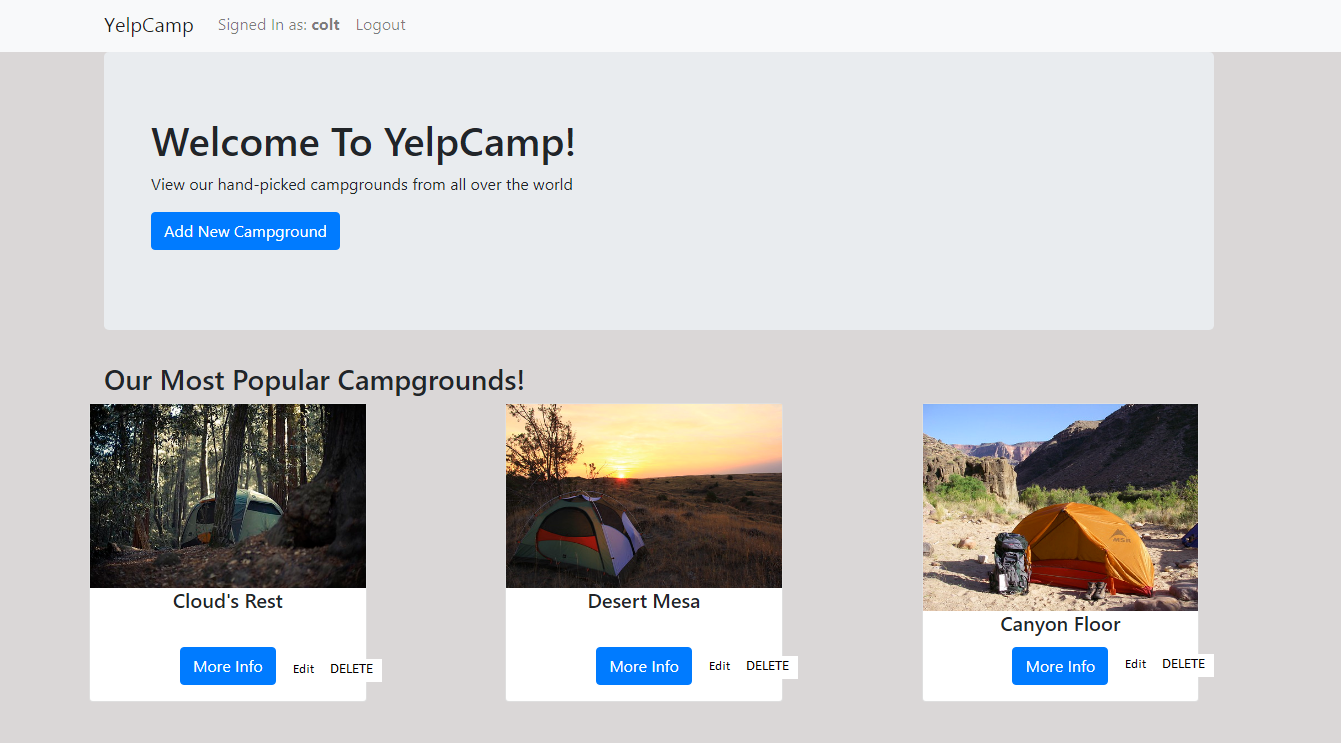 YelpCamp Signed In as: colt Logout
Welcome To YelpCamp!
View our hand-picked campgrounds from all over the world
Add New Campground
Our Most Popular Campgrounds!
Cloud's Rest
More Info Edit DELETE
Desert Mesa
More Info Edit DELETE
MSR
Canyon Floor
More Info Edit DELETE